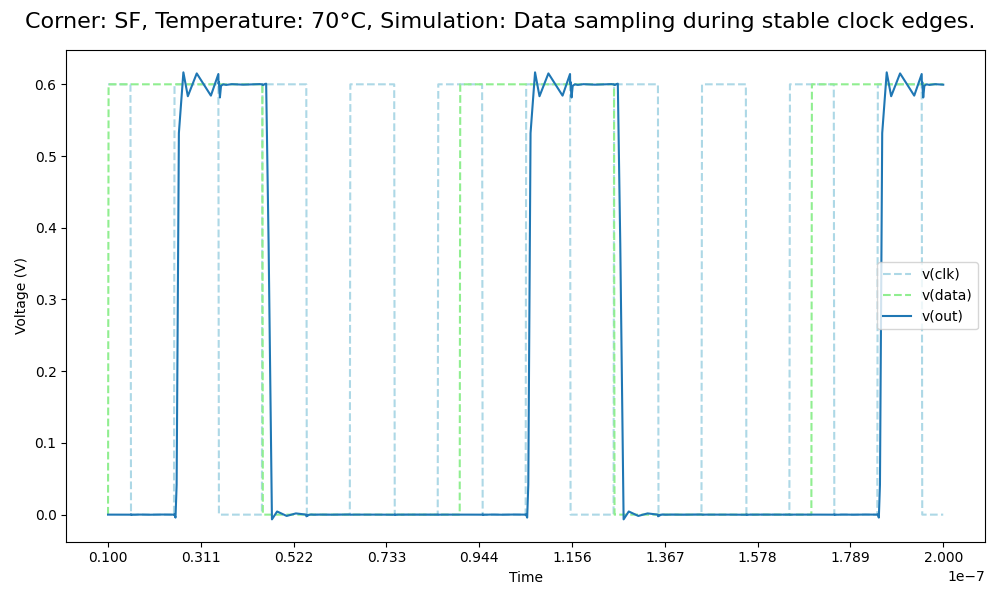 Corner: SF, Temperature: 70°C, Simulation: Data sampling during stable clock edges.
Voltage (V)
0.6
0.5
0.4
0.3
0.2
0.1
0.0
v(clk)
v(data)
v(out)
0.100 0.311 0.522 0.733 0.944 1.156 1.367 1.578 1.789 2.000
Time
1e−7